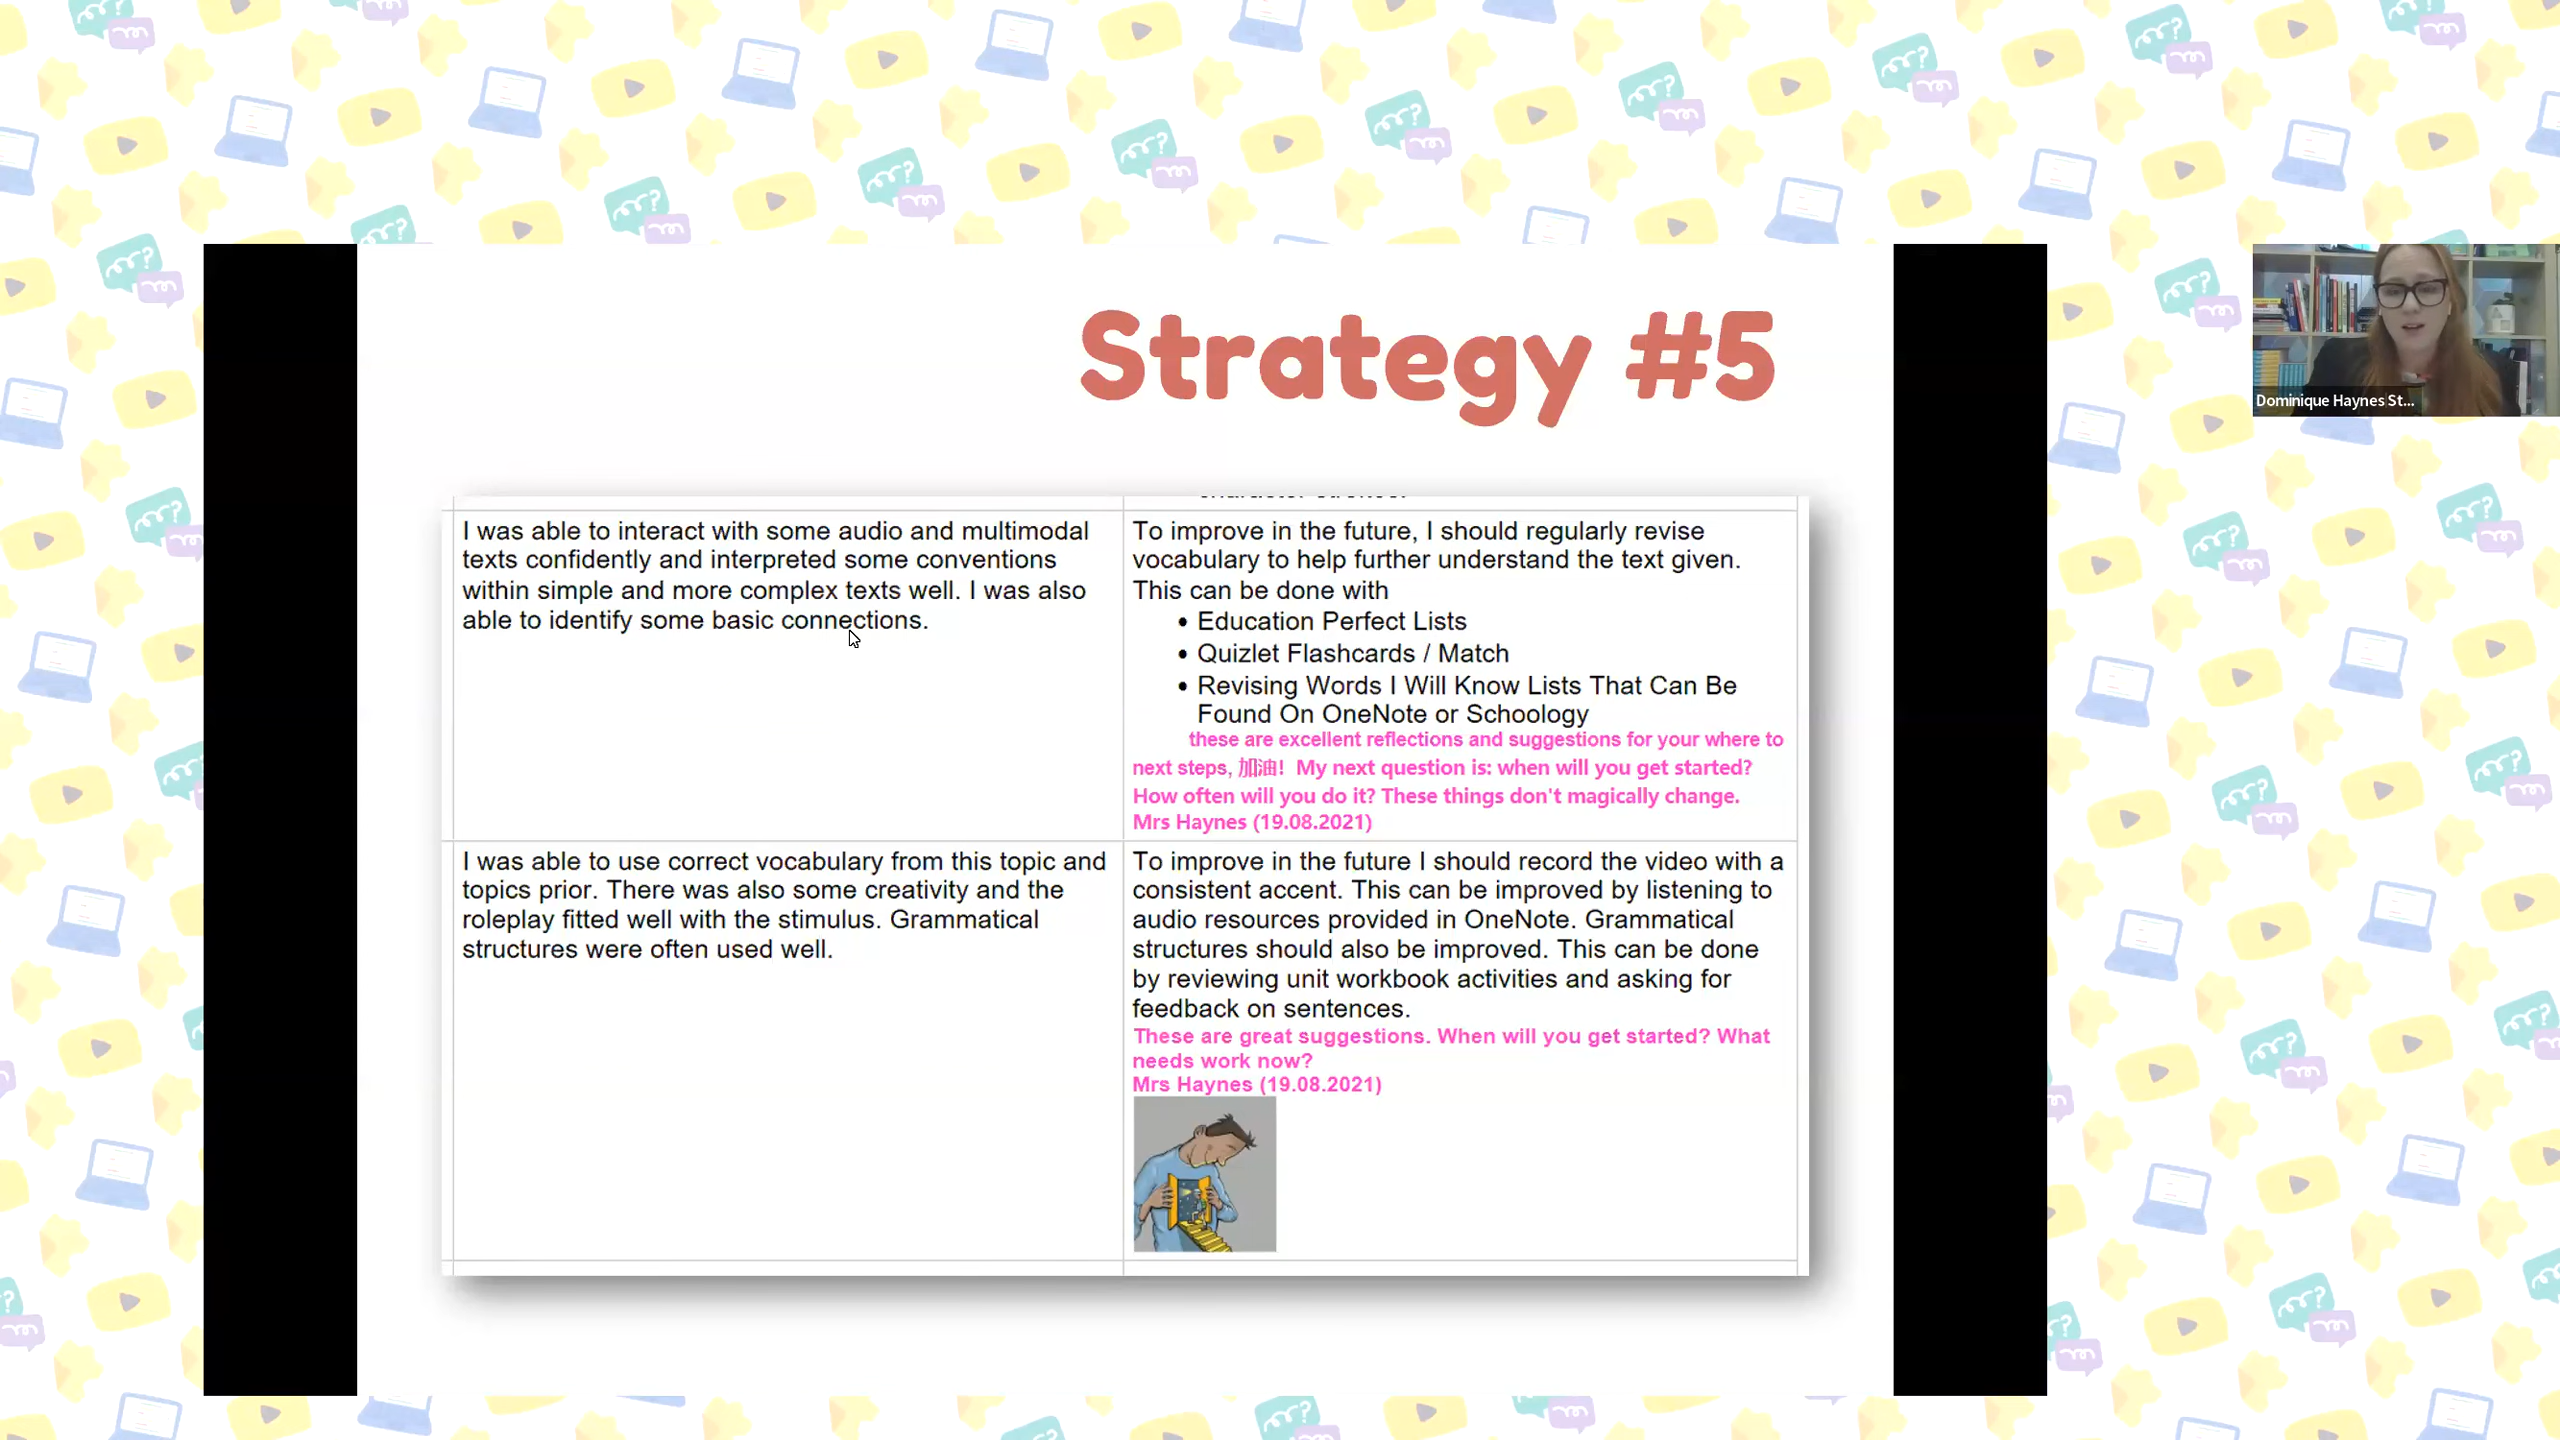 Strategy #5
Dominique Haynes St...
I was able to interact with some audio and multimodal
texts confidently and interpreted some conventions
within simple and more complex texts well. I was also
able to identify some basic connections.
To improve in the future, I should regularly revise
vocabulary to help further understand the text given.
This can be done with
• Education Perfect Lists
• Quizlet Flashcards / Match
• Revising Words I Will Know Lists That Can Be
Found On OneNote or Schoology
these are excellent reflections and suggestions for your where to
next steps, 加油! My next question is: when will you get started?
How often will you do it? These things don't magically change.
Mrs Haynes (19.08.2021)
I was able to use correct vocabulary from this topic and
topics prior. There was also some creativity and the
roleplay fitted well with the stimulus. Grammatical
structures were often used well.
To improve in the future I should record the video with a
consistent accent. This can be improved by listening to
audio resources provided in OneNote. Grammatical
structures should also be improved. This can be done
by reviewing unit workbook activities and asking for
feedback on sentences.
These are great suggestions. When will you get started? What
needs work now?
Mrs Haynes (19.08.2021)